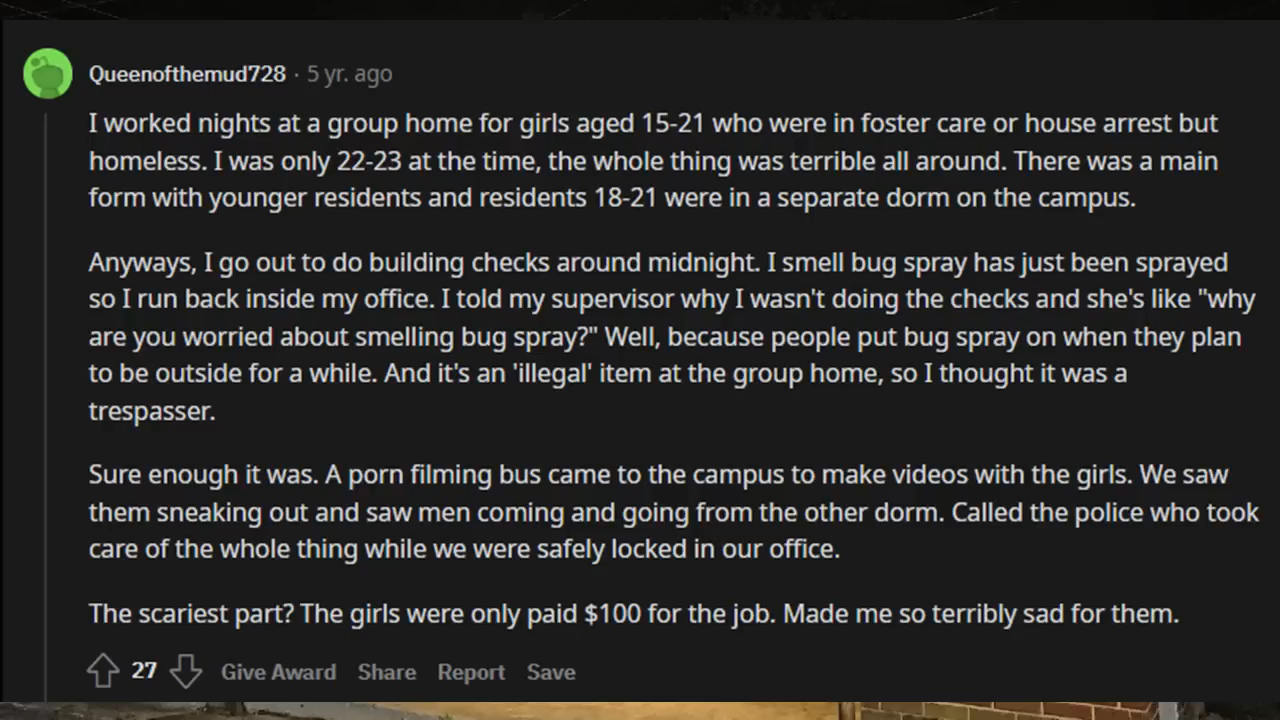 Queenofthemud728 · 5 yr. ago
I worked nights at a group home for girls aged 15-21 who were in foster care or house arrest but
homeless. I was only 22-23 at the time, the whole thing was terrible all around. There was a main
form with younger residents and residents 18-21 were in a separate dorm on the campus.
Anyways, I go out to do building checks around midnight. I smell bug spray has just been sprayed
so I run back inside my office. I told my supervisor why I wasn't doing the checks and she's like "why
are you worried about smelling bug spray?" Well, because people put bug spray on when they plan
to be outside for a while. And it's an 'illegal' item at the group home, so I thought it was a
trespasser.
Sure enough it was. A porn filming bus came to the campus to make videos with the girls. We saw
them sneaking out and saw men coming and going from the other dorm. Called the police who took
care of the whole thing while we were safely locked in our office.
The scariest part? The girls were only paid $100 for the job. Made me so terribly sad for them.
27 Give Award Share Report Save